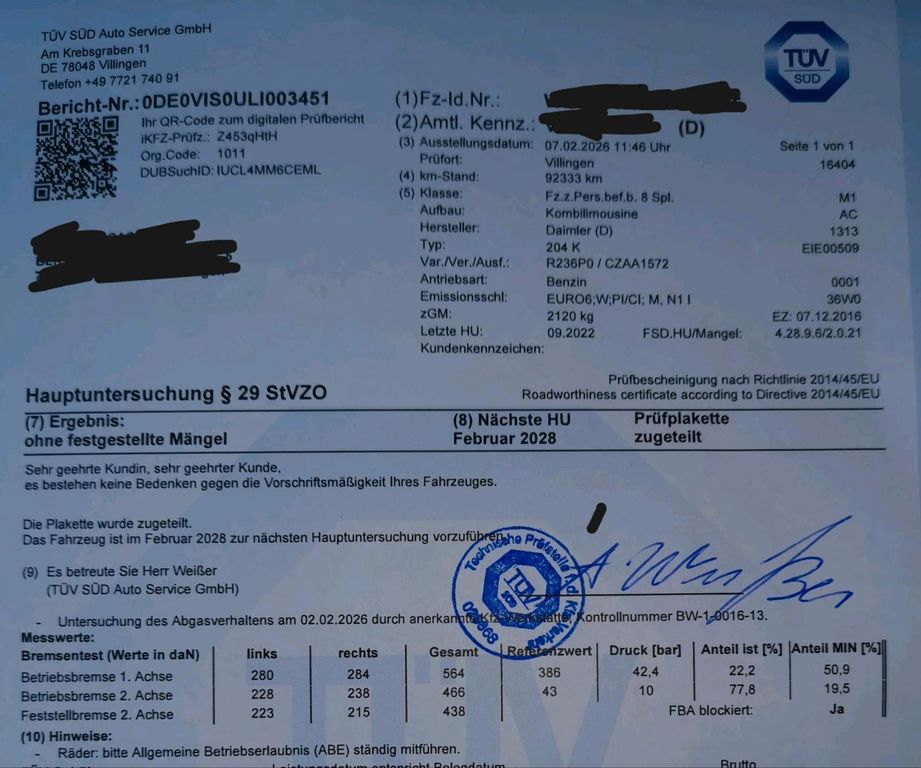 TÜV SÜD Auto Service GmbH
Am Krebsgraben 11
DE 78048 Villingen
Telefon +49 7721 740 91
TÜV
SÜD
Bericht-Nr.: 0DE0VIS0ULI003451
Ihr QR-Code zum digitalen Prüfbericht
iKFZ-Prüfz.: Z453qHtH
Org.Code: 1011
DUBSuchID: IUCL4MM6CEML
(1) Fz-Id.Nr.:
(2) Amtl. Kennz.: (D)
(3) Ausstellungsdatum: 07.02.2026 11:46 Uhr Seite 1 von 1
Prüfort: Villingen 16404
(4) km-Stand: 92333 km
(5) Klasse: Fz.z.Pers.bef.b. 8 Spl. M1
Aufbau: Kombilimousine AC
Hersteller: Daimler (D) 1313
Typ: 204 K EIE00509
Var./Ver./Ausf.: R236P0 / CZAA1572
Antriebsart: Benzin 0001
Emissionsschl: EURO6;W;PI/CI; M, N1 I 36W0
zGM: 2120 kg EZ: 07.12.2016
Letzte HU: 09.2022 FSD.HU/Mangel: 4.28.9.6/2.0.21
Kundenkennzeichen:
Hauptuntersuchung § 29 StVZO
Prüfbescheinigung nach Richtlinie 2014/45/EU
Roadworthiness certificate according to Directive 2014/45/EU
(7) Ergebnis: (8) Nächste HU Prüfplakette
ohne festgestellte Mängel Februar 2028 zugeteilt
Sehr geehrte Kundin, sehr geehrter Kunde,
es bestehen keine Bedenken gegen die Vorschriftsmäßigkeit Ihres Fahrzeuges.
Die Plakette wurde zugeteilt.
Das Fahrzeug ist im Februar 2028 zur nächsten Hauptuntersuchung vorzuführen.
(9) Es betreute Sie Herr Weißer
(TÜV SÜD Auto Service GmbH)
Technische Prüfstelle f. d. Kfz-Verkehr
TÜV
SÜD
- Untersuchung des Abgasverhaltens am 02.02.2026 durch anerkannte Kfz-Werkstätte, Kontrollnummer BW-1-0016-13.
Messwerte:
Bremsentest (Werte in daN) links rechts Gesamt Referenzwert Druck [bar] Anteil ist [%] Anteil MIN [%]
Betriebsbremse 1. Achse 280 284 564 386 42,4 22,2 50,9
Betriebsbremse 2. Achse 228 238 466 43 10 77,8 19,5
Feststellbremse 2. Achse 223 215 438 FBA blockiert: Ja
(10) Hinweise:
- Räder: bitte Allgemeine Betriebserlaubnis (ABE) ständig mitführen.
Leistungsdatum entspricht Belegdatum Brutto